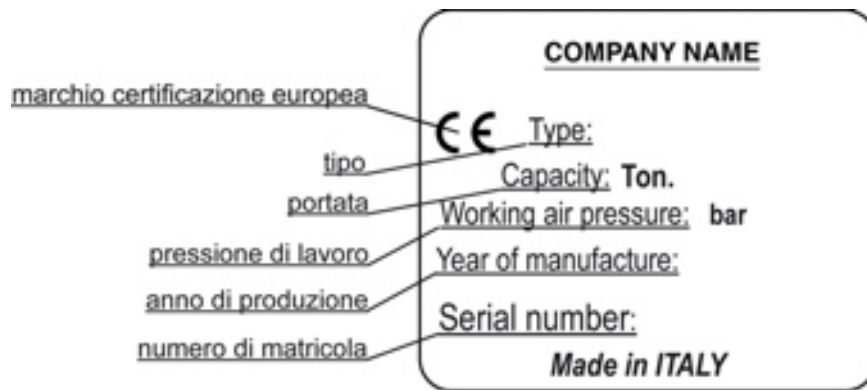 COMPANY NAME
marchio certificazione europea
CE Type:
tipo
Capacity: Ton.
portata
Working air pressure: bar
pressione di lavoro
Year of manufacture:
anno di produzione
Serial number:
numero di matricola
Made in ITALY